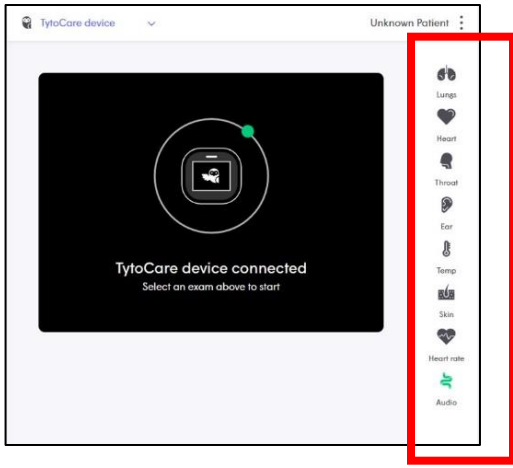 TytoCare device
Unknown Patient
TytoCare device connected
Select an exam above to start
Lungs
Heart
Throat
Ear
Temp
Skin
Heart rate
Audio